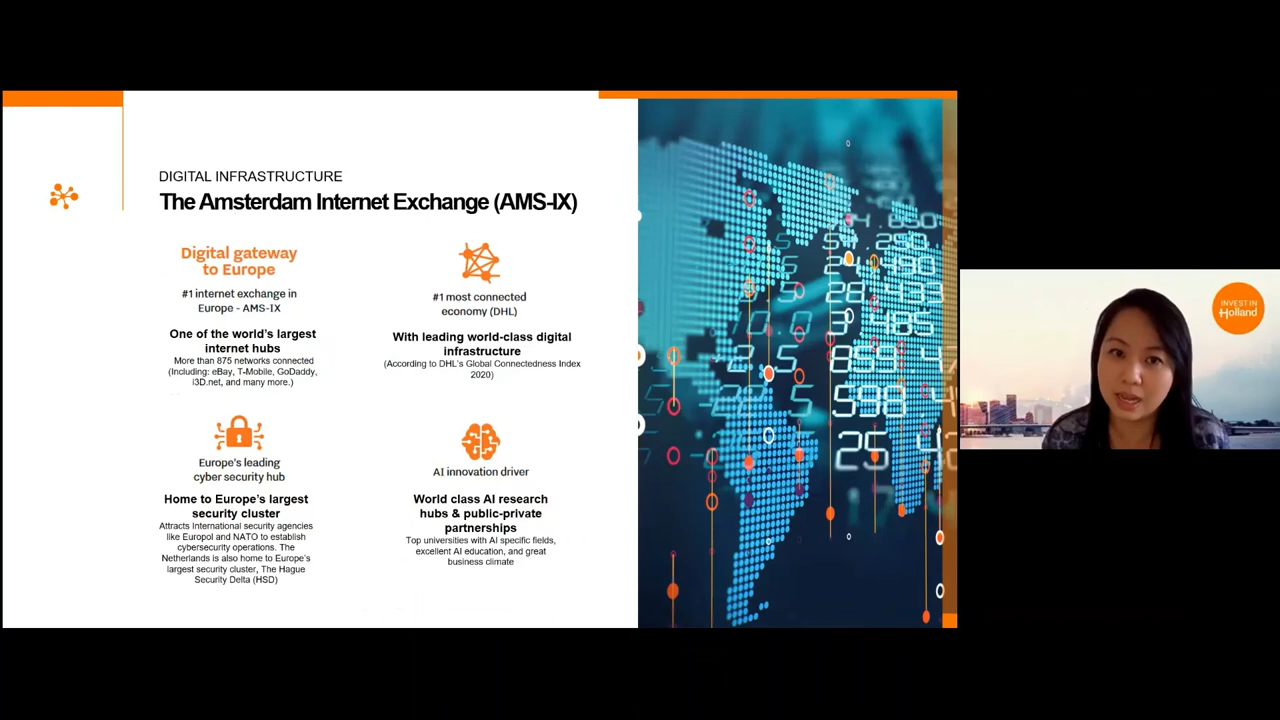 DIGITAL INFRASTRUCTURE
The Amsterdam Internet Exchange (AMS-IX)
Digital gateway
to Europe
#1 internet exchange in
Europe - AMS-IX
One of the world's largest
internet hubs
More than 875 networks connected
(Including: eBay, T-Mobile, GoDaddy,
i3D.net, and many more.)
#1 most connected
economy (DHL)
With leading world-class digital
infrastructure
(According to DHL's Global Connectedness Index
2020)
Europe's leading
cyber security hub
Home to Europe's largest
security cluster
Attracts International security agencies
like Europol and NATO to establish
cybersecurity operations. The
Netherlands is also home to Europe's
largest security cluster, The Hague
Security Delta (HSD)
AI innovation driver
World class AI research
hubs & public-private
partnerships
Top universities with AI specific fields,
excellent AI education, and great
business climate
598
25
INVEST IN
Holland